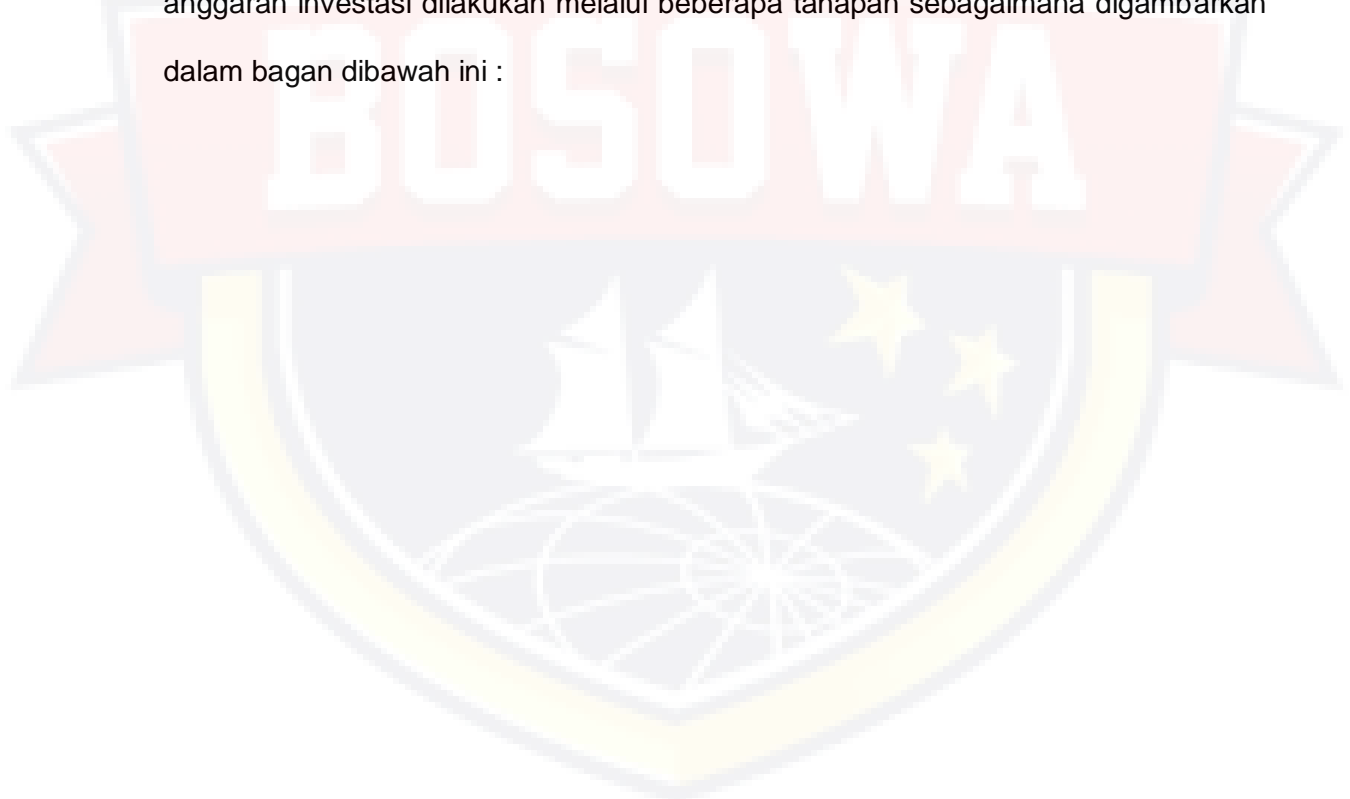 anggaran investasi dilakukan melalui beberapa tahapan sebagaimana digambarkan
dalam bagan dibawah ini :
BOSOWA